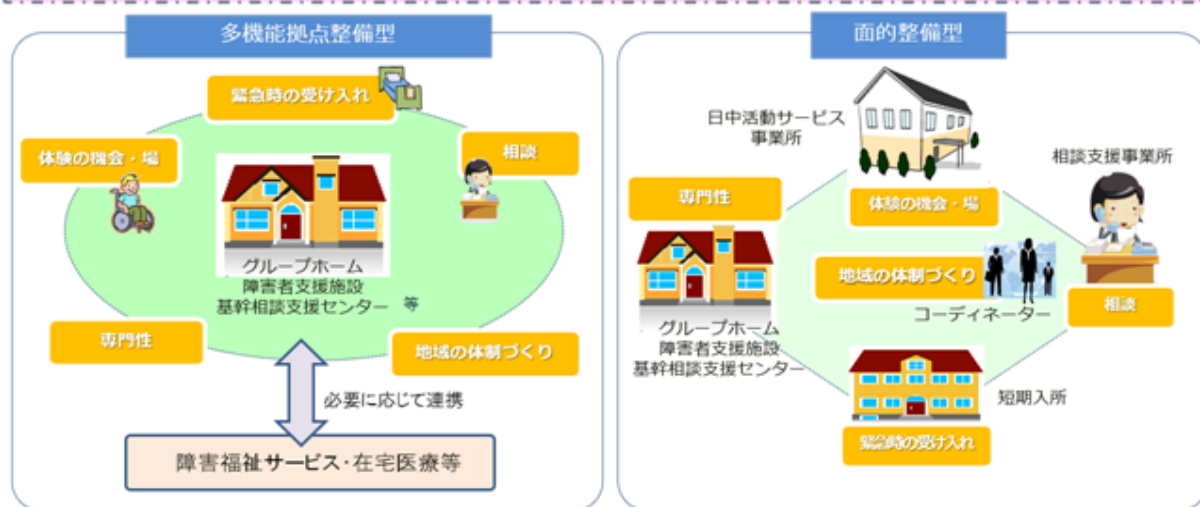 多機能拠点整備型
緊急時の受け入れ
体験の機会・場
相談
グループホーム
障害者支援施設
基幹相談支援センター 等
専門性
地域の体制づくり
必要に応じて連携
障害福祉サービス・在宅医療等
面的整備型
日中活動サービス
事業所
相談支援事業所
専門性
体験の機会・場
地域の体制づくり
コーディネーター
相談
グループホーム
障害者支援施設
基幹相談支援センター
短期入所
緊急時の受け入れ